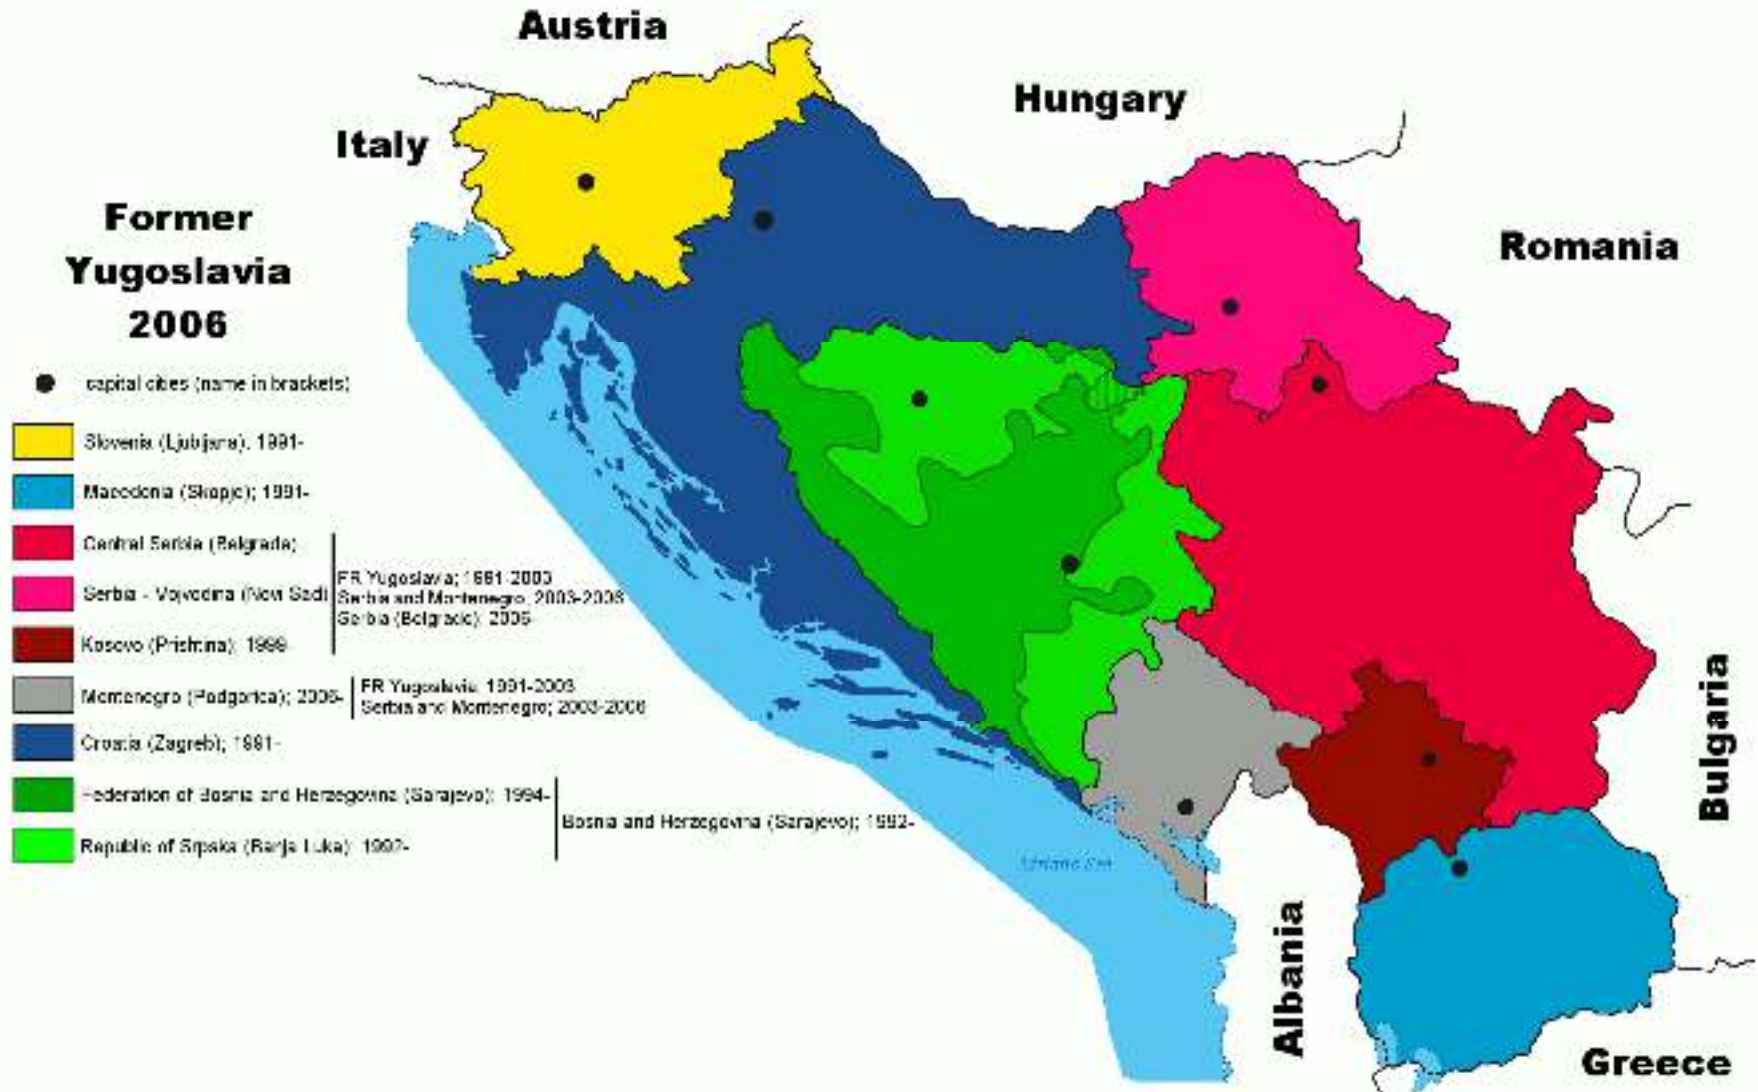 Austria
Hungary
Italy
Romania
Former
Yugoslavia
2006
capital cities (name in brackets)
Slovenia (Ljubljana); 1991-
Macedonia (Skopje); 1991-
Central Serbia (Belgrade)
Serbia - Vojvodina (Novi Sad)
Kosovo (Prishtina); 1999-
FR Yugoslavia; 1991-2003
Serbia and Montenegro; 2003-2006
Serbia (Belgrade); 2006-
Montenegro (Podgorica); 2006-
FR Yugoslavia; 1991-2003
Serbia and Montenegro; 2003-2006
Croatia (Zagreb); 1991-
Federation of Bosnia and Herzegovina (Sarajevo); 1994-
Republic of Srpska (Banja Luka); 1992-
Bosnia and Herzegovina (Sarajevo); 1992-
Adriatic Sea
Albania
Bulgaria
Greece